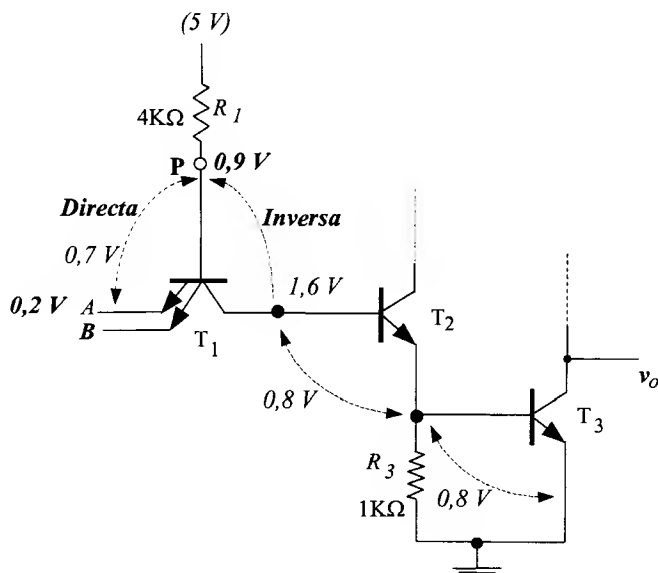 (5 V)
R1
4KΩ
P 0,9 V
Directa
Inversa
0,7 V
1,6 V
0,2 V A
B
T1
T2
0,8 V
vo
T3
R3
0,8 V
1KΩ